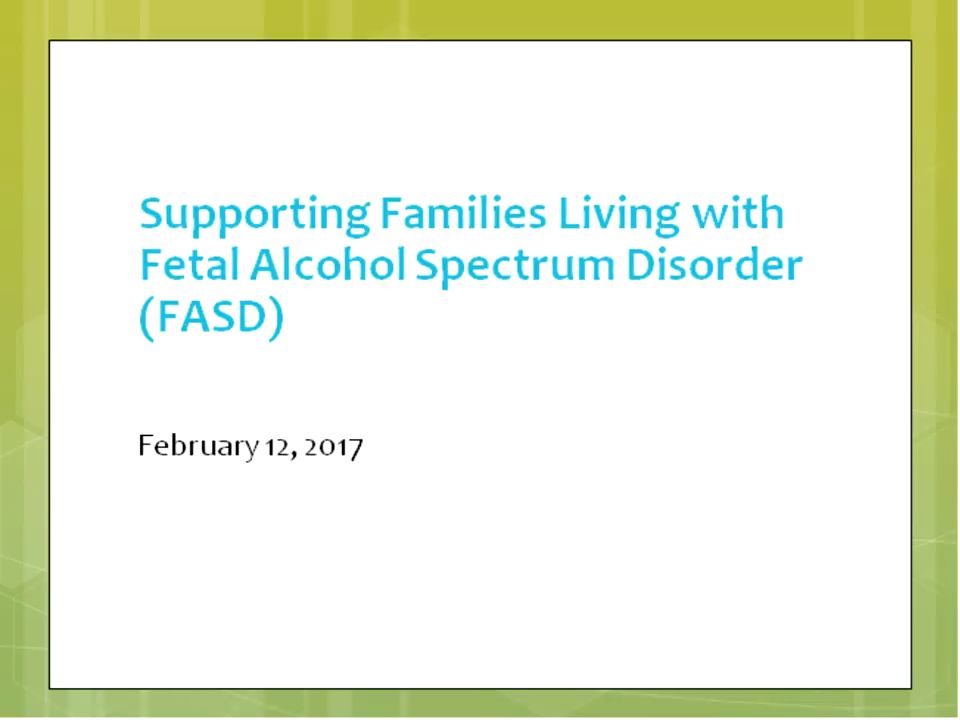 Supporting Families Living with
Fetal Alcohol Spectrum Disorder
(FASD)
February 12, 2017